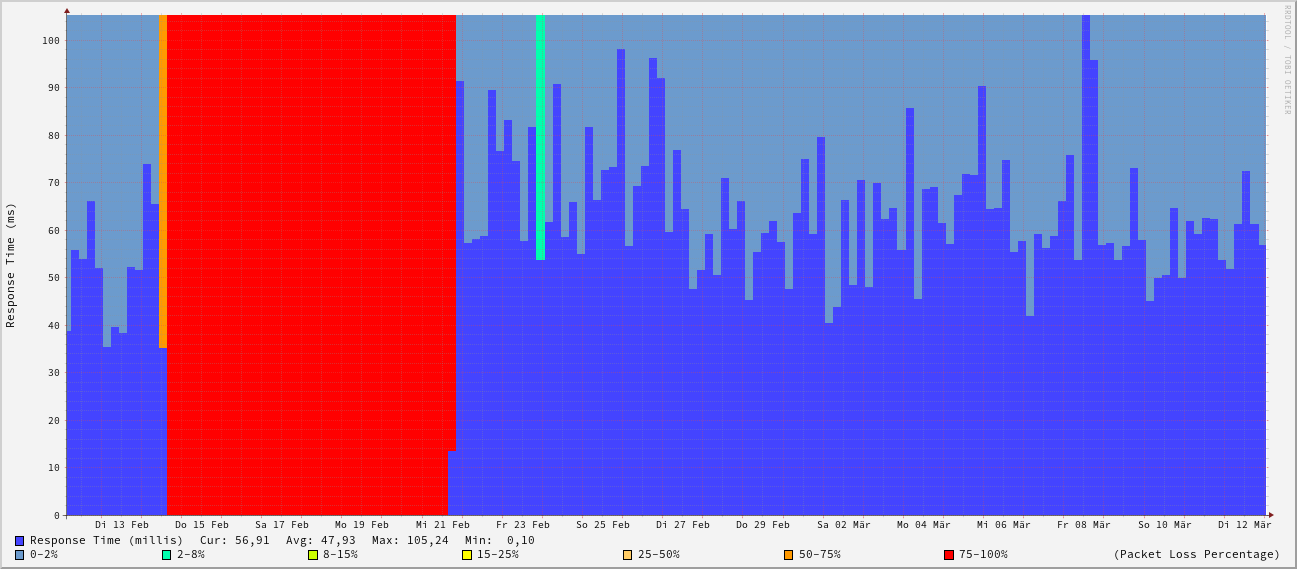 RRDTOOL / TOBI OETIKER
Response Time (ms)
100
90
80
70
60
50
40
30
20
10
0
Di 13 Feb Do 15 Feb Sa 17 Feb Mo 19 Feb Mi 21 Feb Fr 23 Feb So 25 Feb Di 27 Feb Do 29 Feb Sa 02 Mär Mo 04 Mär Mi 06 Mär Fr 08 Mär So 10 Mär Di 12 Mär
Response Time (millis) Cur: 56,91 Avg: 47,93 Max: 105,24 Min: 0,10
0-2% 2-8% 8-15% 15-25% 25-50% 50-75% 75-100% (Packet Loss Percentage)